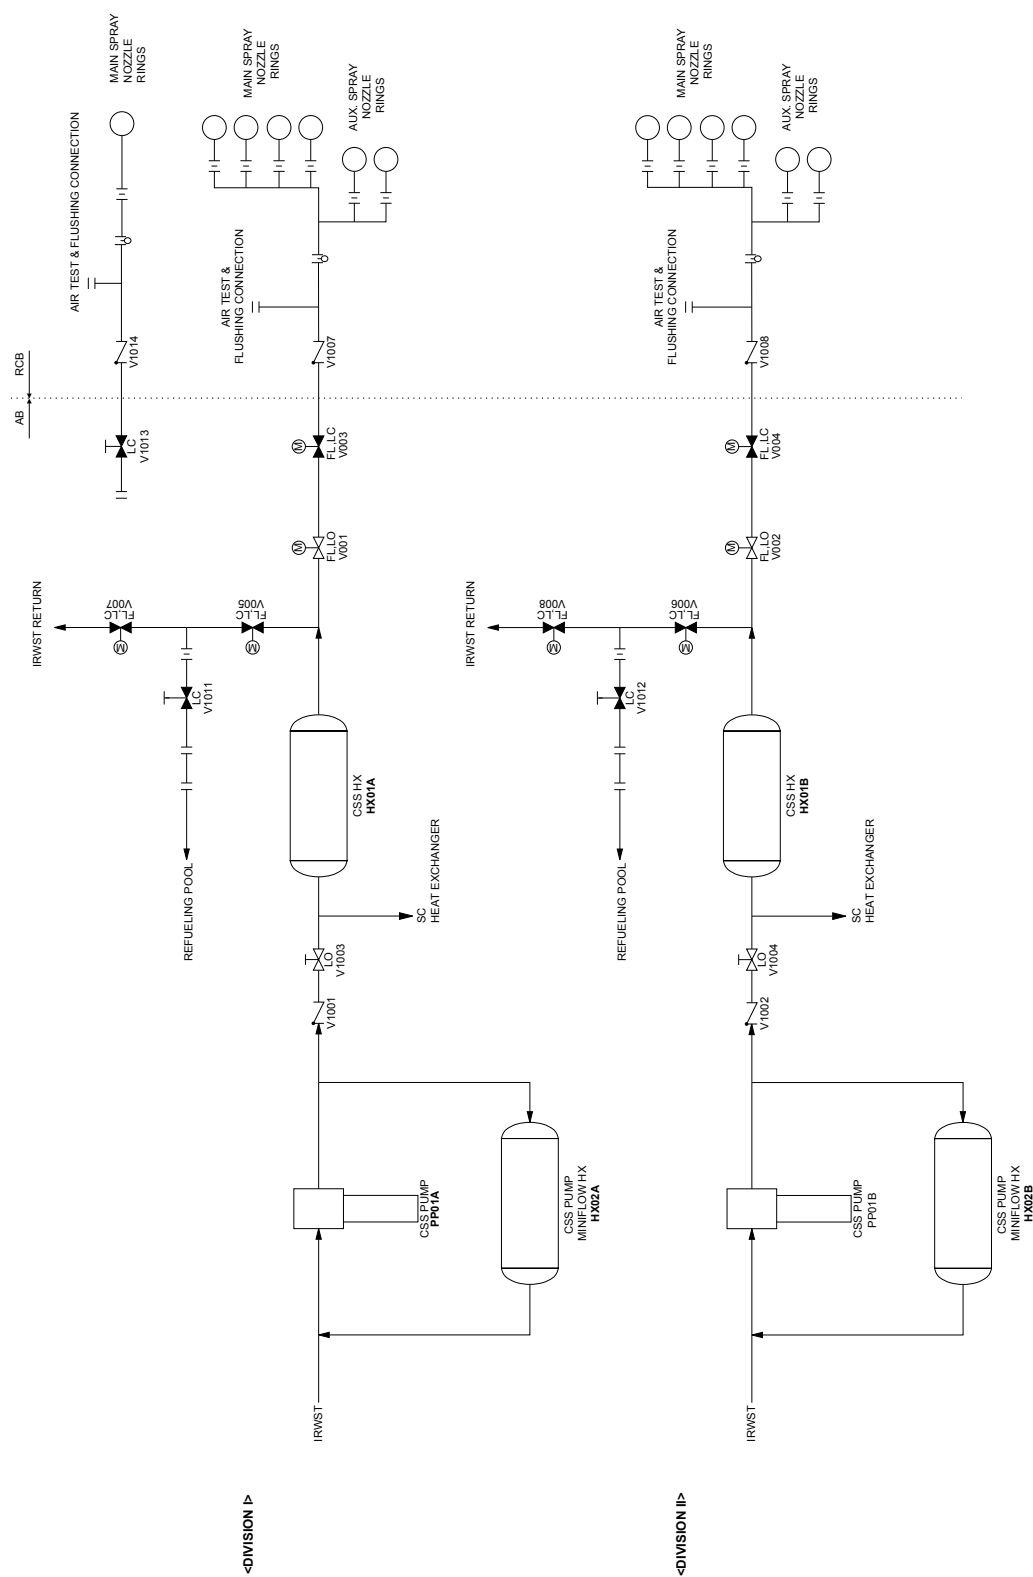 AB
RCB
LC
V1013
V1014
AIR TEST & FLUSHING CONNECTION
MAIN SPRAY
NOZZLE
RINGS
<DIVISION I>
IRWST
CSS PUMP
PP01A
CSS PUMP
MINIFLOW HX
HX02A
V1001
LO
V1003
SC
HEAT EXCHANGER
CSS HX
HX01A
REFUELING POOL
LC
V1011
IRWST RETURN
M
FL,LC
V007
M
FL,LC
V005
M
FL,LO
V001
M
FL,LC
V003
V1007
AIR TEST &
FLUSHING CONNECTION
MAIN SPRAY
NOZZLE
RINGS
AUX. SPRAY
NOZZLE
RINGS
<DIVISION II>
IRWST
CSS PUMP
PP01B
CSS PUMP
MINIFLOW HX
HX02B
V1002
LO
V1004
SC
HEAT EXCHANGER
CSS HX
HX01B
REFUELING POOL
LC
V1012
IRWST RETURN
M
FL,LC
V008
M
FL,LC
V006
M
FL,LO
V002
M
FL,LC
V004
V1008
AIR TEST &
FLUSHING CONNECTION
MAIN SPRAY
NOZZLE
RINGS
AUX. SPRAY
NOZZLE
RINGS